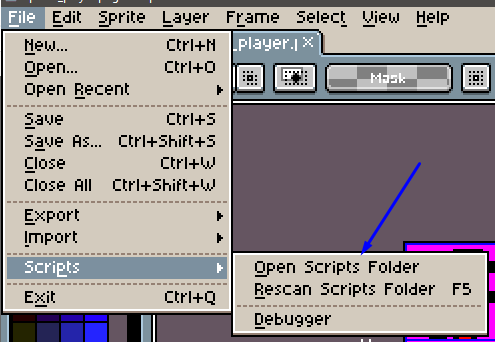 File Edit Sprite Layer Frame Select View Help
_player.
Mask
New... Ctrl+N
Open... Ctrl+O
Open Recent
Save Ctrl+S
Save As... Ctrl+Shift+S
Close Ctrl+W
Close All Ctrl+Shift+W
Export
Import
Scripts
Exit Ctrl+Q
Open Scripts Folder
Rescan Scripts Folder F5
Debugger